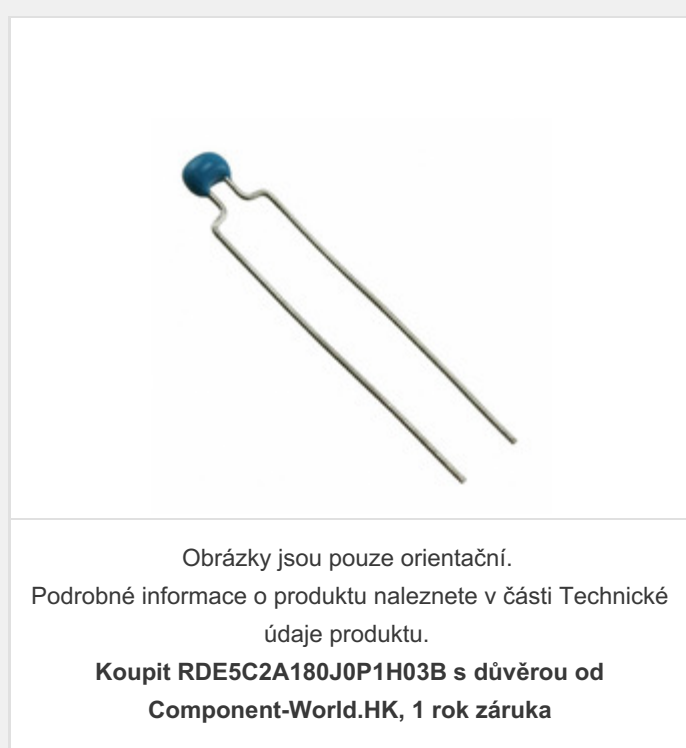 Obrázky jsou pouze orientační.
Podrobné informace o produktu naleznete v části Technické
údaje produktu.
Koupit RDE5C2A180J0P1H03B s důvěrou od
Component-World.HK, 1 rok záruka